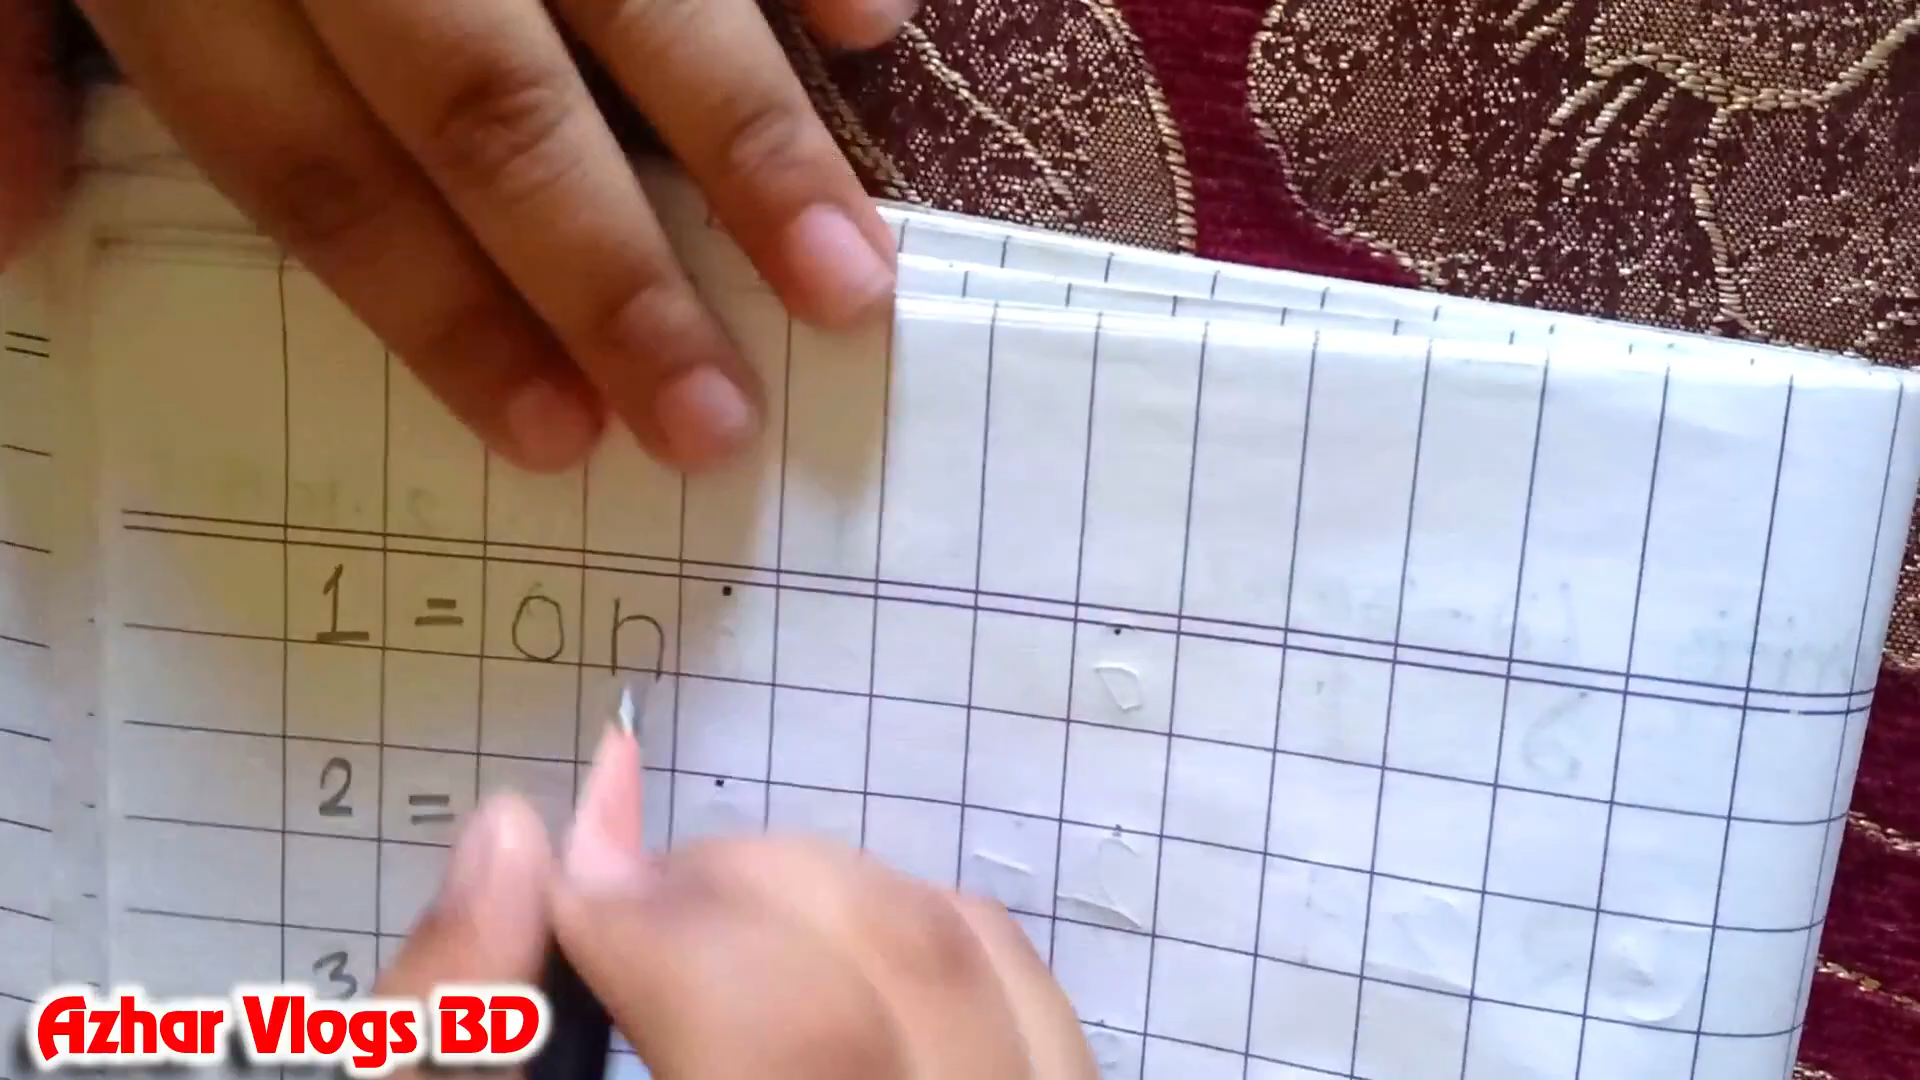 1 = on
2 =
3
Azhar Vlogs BD